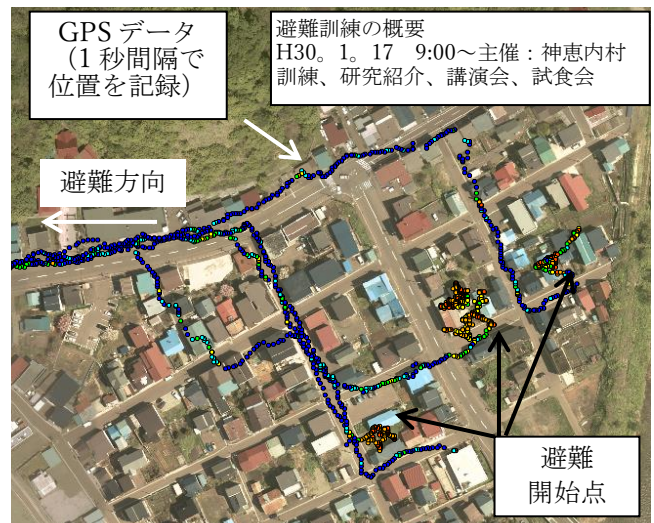 GPS データ
（1 秒間隔で
位置を記録）
避難訓練の概要
H30。1。17　9:00～主催：神恵内村
訓練、研究紹介、講演会、試食会
避難方向
避難
開始点